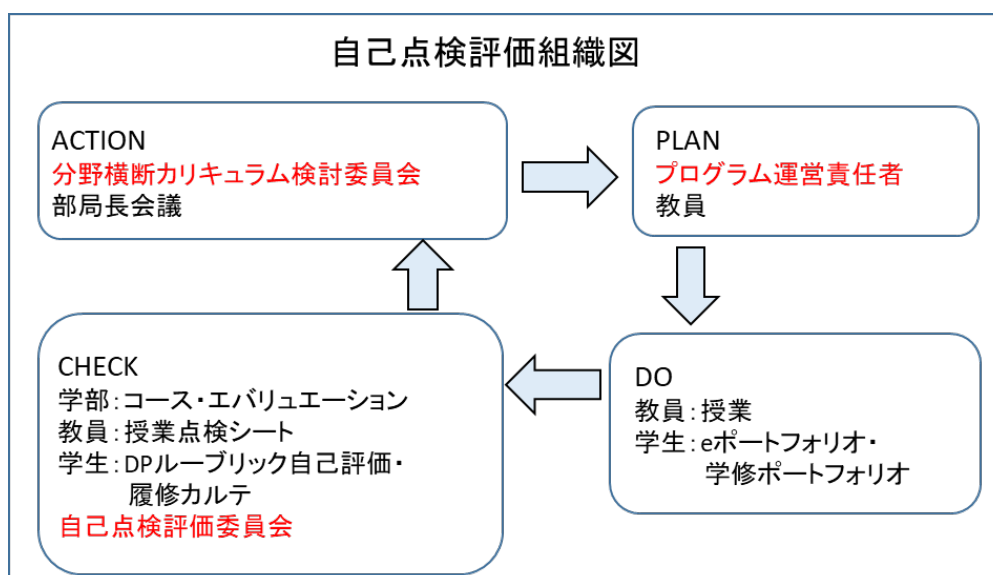 自己点検評価組織図
ACTION
分野横断カリキュラム検討委員会
部局長会議
PLAN
プログラム運営責任者
教員
CHECK
学部：コース・エバリュエーション
教員：授業点検シート
学生：DPルーブリック自己評価・
履修カルテ
自己点検評価委員会
DO
教員：授業
学生：eポートフォリオ・
学修ポートフォリオ